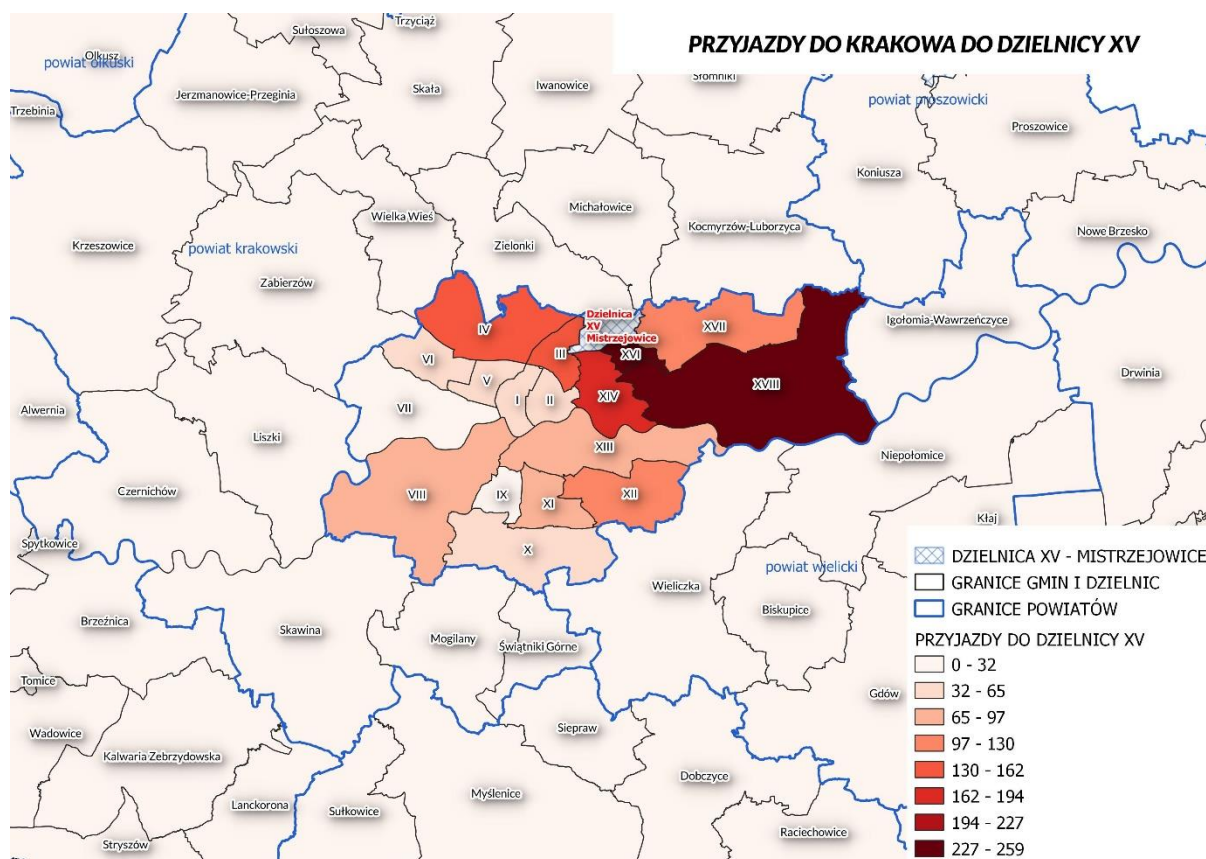 PRZYJAZDY DO KRAKOWA DO DZIELNICY XV
Sułoszowa
Trzyciąż
Olkusz
powiat olkuski
Jerzmanowice-Przeginia
Skała
Iwanowice
Słomniki
powiat proszowicki
Trzebinia
Proszowice
Koniusza
Wielka Wieś
Michałowice
Kocmyrzów-Luborzyca
Nowe Brzesko
Krzeszowice
powiat krakowski
Zielonki
Zabierzów
Igołomia-Wawrzeńczyce
Dzielnica
XV
Mistrzejowice
IV
XVII
III
XVI
VI
V
XVIII
Drwinia
I
II
XIV
VII
Alwernia
Liszki
XIII
Niepołomice
Czernichów
VIII
IX
XI
XII
Kłaj
Spytkowice
X
powiat wielicki
Wieliczka
Biskupice
Brzeźnica
Skawina
Mogilany
Świątniki Górne
Tomice
Gdów
Wadowice
Siepraw
Kalwaria Zebrzydowska
Dobczyce
Myślenice
Lanckorona
Sułkowice
Raciechowice
Stryszów
DZIELNICA XV - MISTRZEJOWICE
GRANICE GMIN I DZIELNIC
GRANICE POWIATÓW
PRZYJAZDY DO DZIELNICY XV
0 - 32
32 - 65
65 - 97
97 - 130
130 - 162
162 - 194
194 - 227
227 - 259